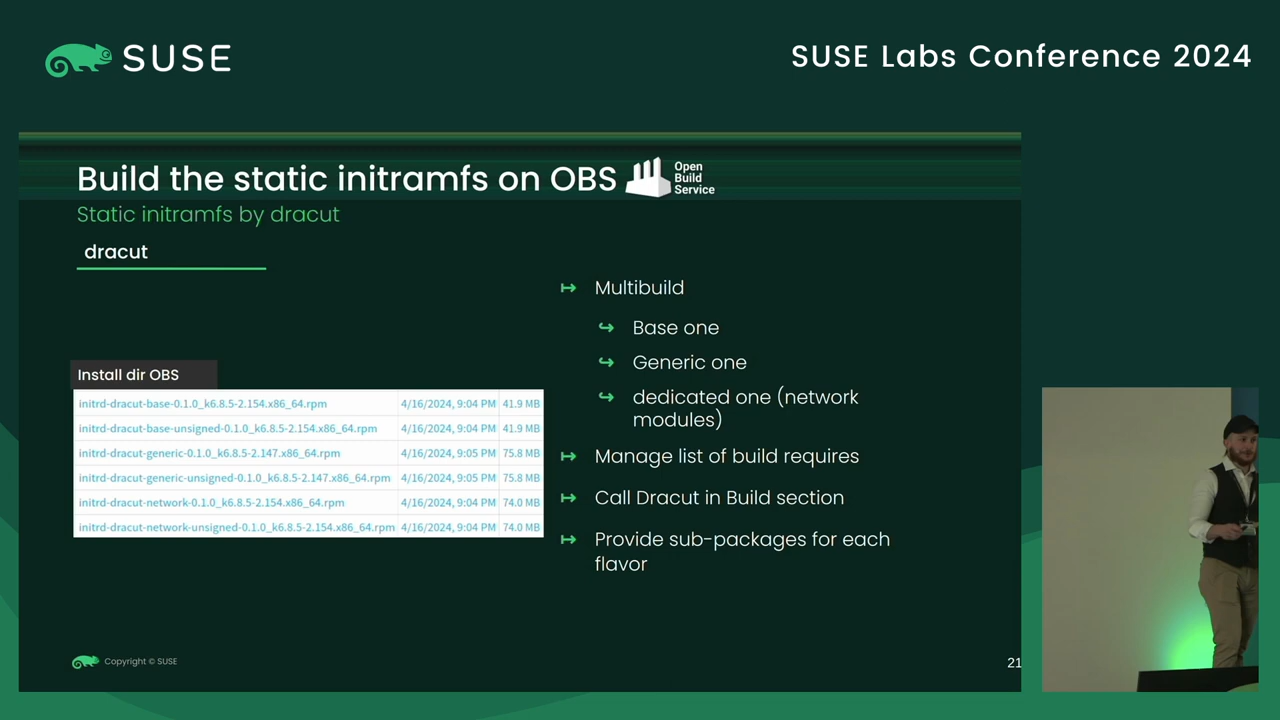 SUSE
SUSE Labs Conference 2024
Build the static initramfs on OBS
Open
Build
Service
Static initramfs by dracut
dracut
Install dir OBS
initrd-dracut-base-0.1.0_k6.8.5-2.154.x86_64.rpm 4/16/2024, 9:04 PM 41.9 MB
initrd-dracut-base-unsigned-0.1.0_k6.8.5-2.154.x86_64.rpm 4/16/2024, 9:04 PM 41.9 MB
initrd-dracut-generic-0.1.0_k6.8.5-2.147.x86_64.rpm 4/16/2024, 9:05 PM 75.8 MB
initrd-dracut-generic-unsigned-0.1.0_k6.8.5-2.147.x86_64.rpm 4/16/2024, 9:05 PM 75.8 MB
initrd-dracut-network-0.1.0_k6.8.5-2.154.x86_64.rpm 4/16/2024, 9:04 PM 74.0 MB
initrd-dracut-network-unsigned-0.1.0_k6.8.5-2.154.x86_64.rpm 4/16/2024, 9:04 PM 74.0 MB
↦ Multibuild
↪ Base one
↪ Generic one
↪ dedicated one (network
modules)
↦ Manage list of build requires
↦ Call Dracut in Build section
↦ Provide sub-packages for each
flavor
Copyright © SUSE
21